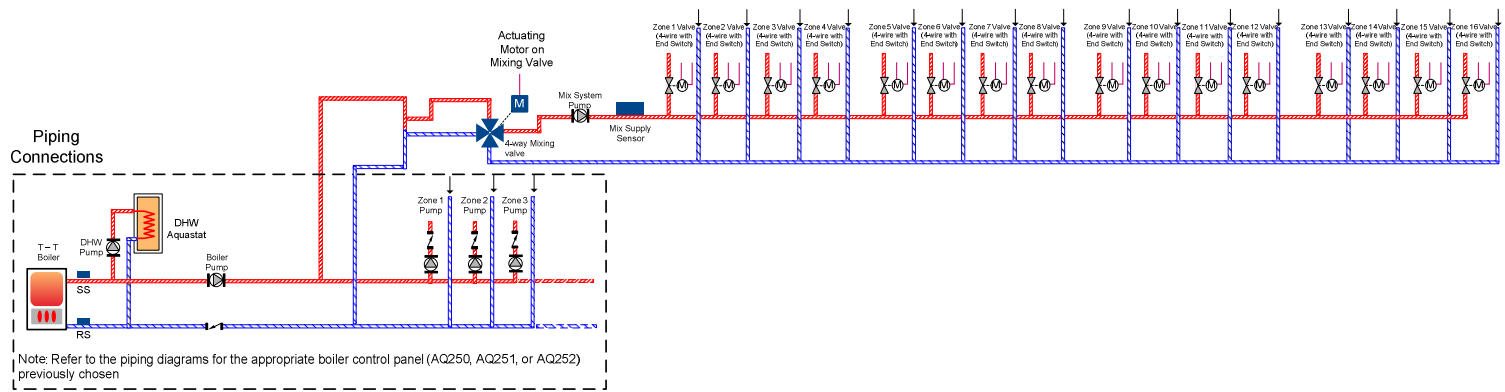 Actuating
Motor on
Mixing Valve
M
Mix System
Pump
Mix Supply
Sensor
4-way Mixing
valve
Zone 1 Valve
(4-wire with
End Switch)
M
Zone 2 Valve
(4-wire with
End Switch)
M
Zone 3 Valve
(4-wire with
End Switch)
M
Zone 4 Valve
(4-wire with
End Switch)
M
Zone 5 Valve
(4-wire with
End Switch)
M
Zone 6 Valve
(4-wire with
End Switch)
M
Zone 7 Valve
(4-wire with
End Switch)
M
Zone 8 Valve
(4-wire with
End Switch)
M
Zone 9 Valve
(4-wire with
End Switch)
M
Zone 10 Valve
(4-wire with
End Switch)
M
Zone 11 Valve
(4-wire with
End Switch)
M
Zone 12 Valve
(4-wire with
End Switch)
M
Zone 13 Valve
(4-wire with
End Switch)
M
Zone 14 Valve
(4-wire with
End Switch)
M
Zone 15 Valve
(4-wire with
End Switch)
M
Zone 16 Valve
(4-wire with
End Switch)
M
Piping
Connections
T – T
Boiler
SS
RS
DHW
Pump
DHW
Aquastat
Boiler
Pump
Zone 1
Pump
Zone 2
Pump
Zone 3
Pump
Note: Refer to the piping diagrams for the appropriate boiler control panel (AQ250, AQ251, or AQ252)
previously chosen